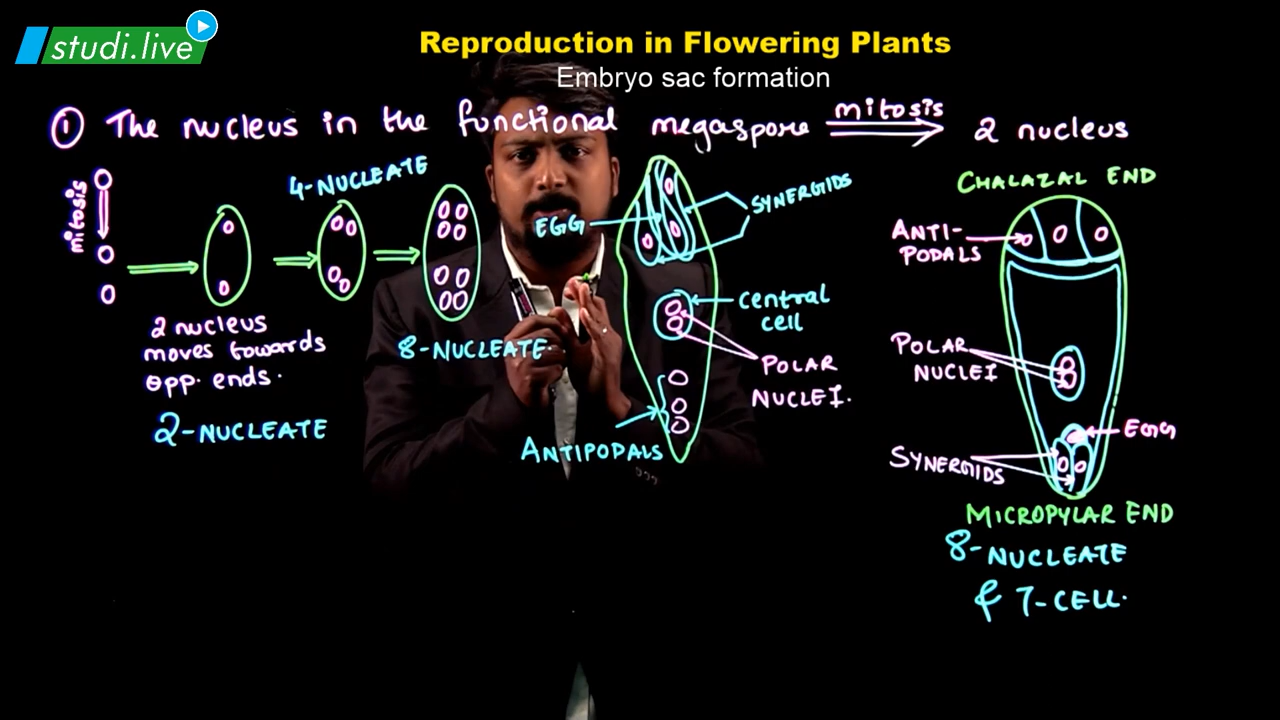 studi.live
Reproduction in Flowering Plants
Embryo sac formation
① The nucleus in the functional megaspore mitosis 2 nucleus
mitosis
4-NUCLEATE
2 nucleus
moves towards
opp. ends.
2-NUCLEATE
8-NUCLEATE.
EGG
SYNERGIDS
central
cell
POLAR
NUCLEI.
ANTIPODALS
CHALAZAL END
ANTI-
PODALS
POLAR
NUCLEI
EGG
SYNERGIDS
MICROPYLAR END
8-NUCLEATE
& 7-CELL.